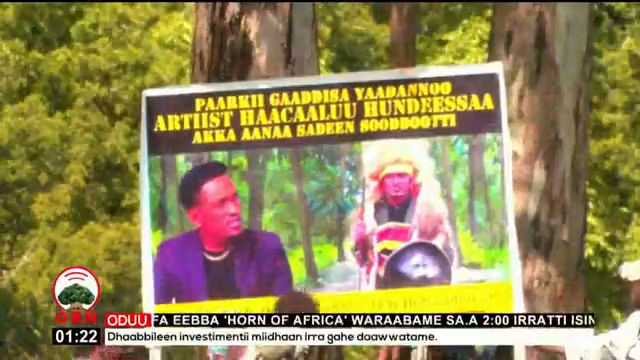 PAARKII GAADDISA YAADANNOO
ARTIIST HAACAALUU HUNDEESSAA
AKKA AANAA SADEEN SOODDOTTI
OBN
01:22
ODUU
FA EEBBA 'HORN OF AFRICA' WARAABAME SA.A 2:00 IRRATTI ISIN
Dhaabbileen investimentii miidhaan irra gahe daaw watame.